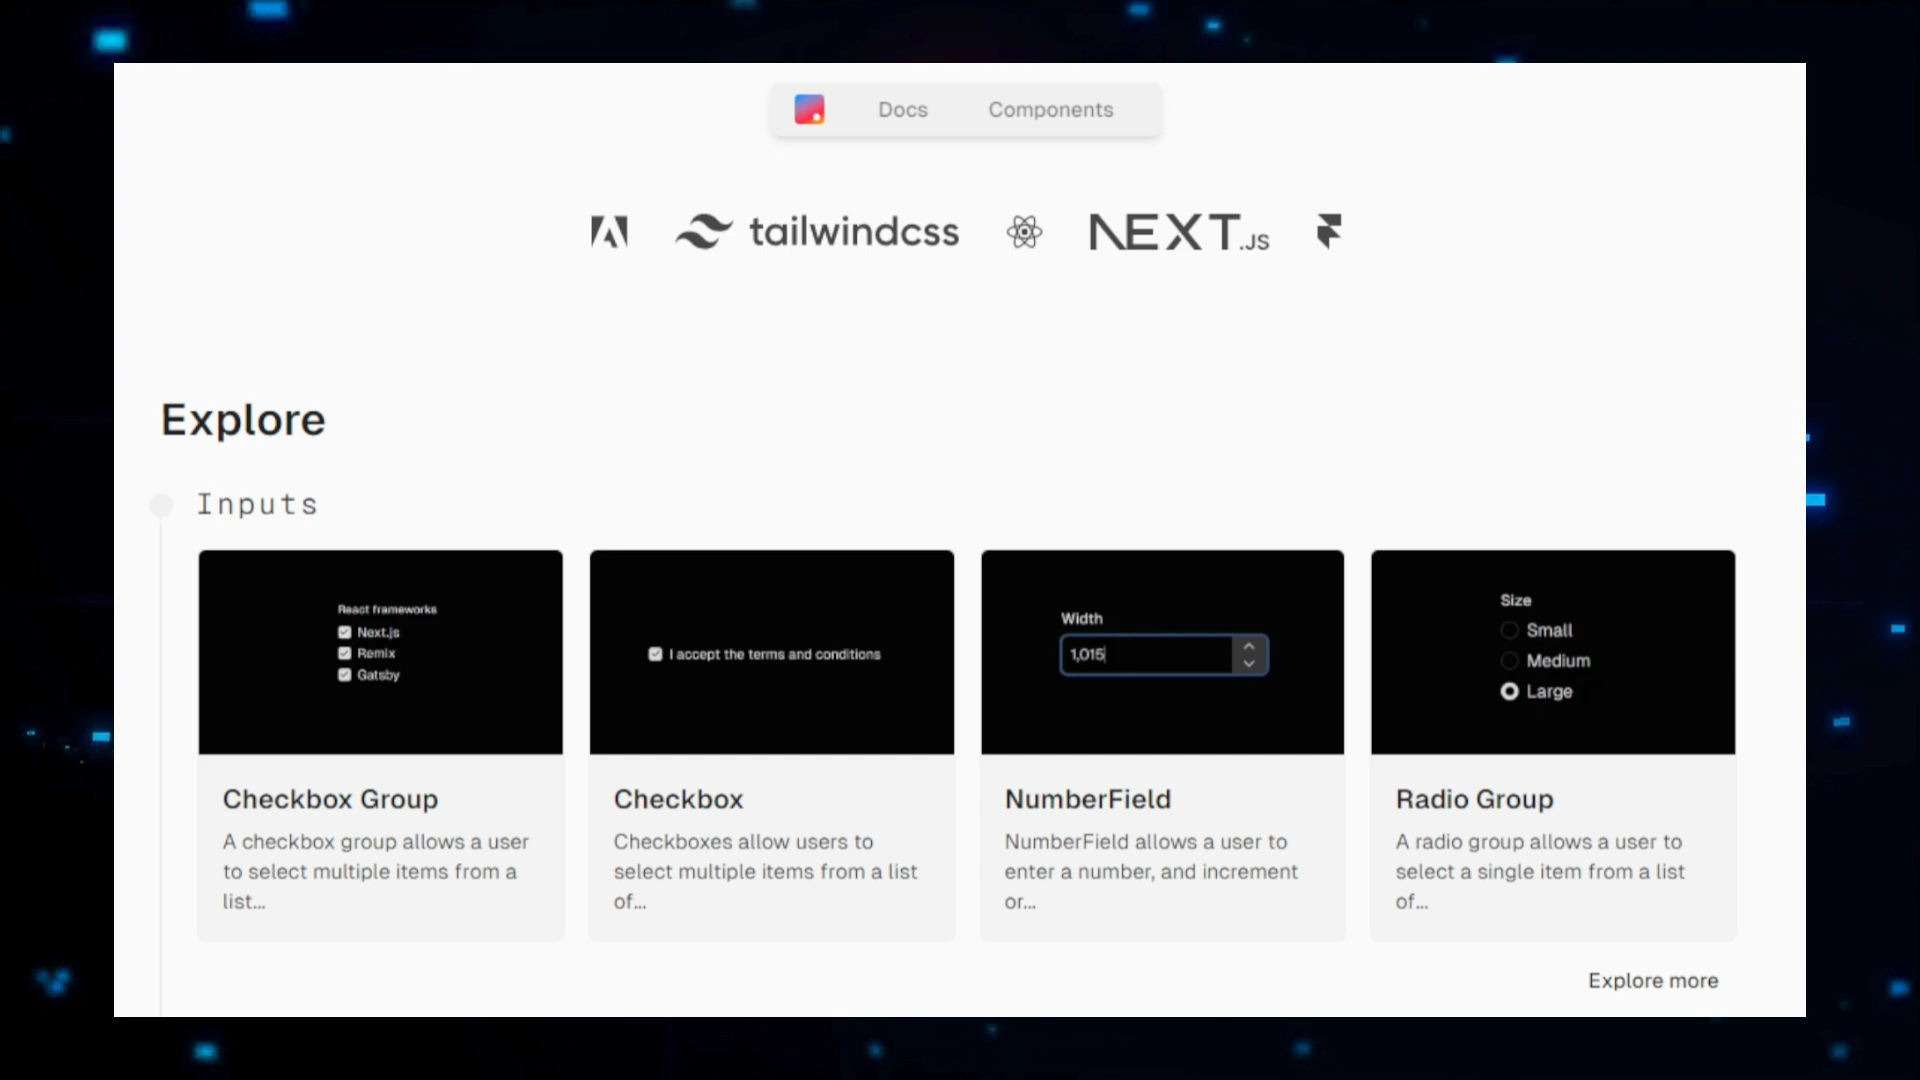 Docs Components
tailwindcss NEXT.JS
Explore
Inputs
React frameworks
Next.js
Remix
Gatsby
I accept the terms and conditions
Width
1,015
Size
Small
Medium
Large
Checkbox Group
A checkbox group allows a user
to select multiple items from a
list...
Checkbox
Checkboxes allow users to
select multiple items from a list
of...
NumberField
NumberField allows a user to
enter a number, and increment
or...
Radio Group
A radio group allows a user to
select a single item from a list
of...
Explore more